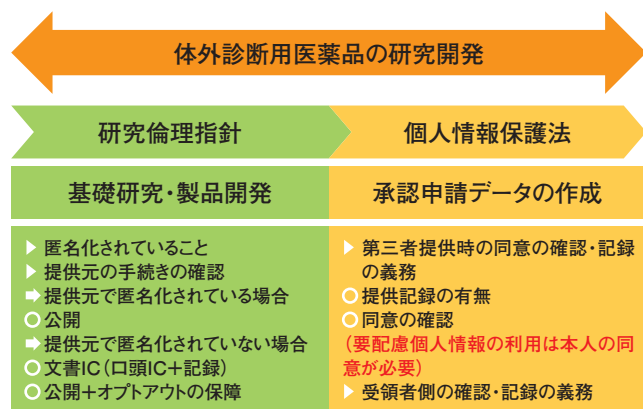 体外診断用医薬品の研究開発
研究倫理指針
個人情報保護法
基礎研究・製品開発
承認申請データの作成
▶ 匿名化されていること
▶ 提供元の手続きの確認
➡ 提供元で匿名化されている場合
○ 公開
➡ 提供元で匿名化されていない場合
○ 文書IC(口頭IC+記録)
○ 公開+オプトアウトの保障
▶ 第三者提供時の同意の確認・記録
の義務
○ 提供記録の有無
○ 同意の確認
(要配慮個人情報の利用は本人の同
意が必要)
▶ 受領者側の確認・記録の義務